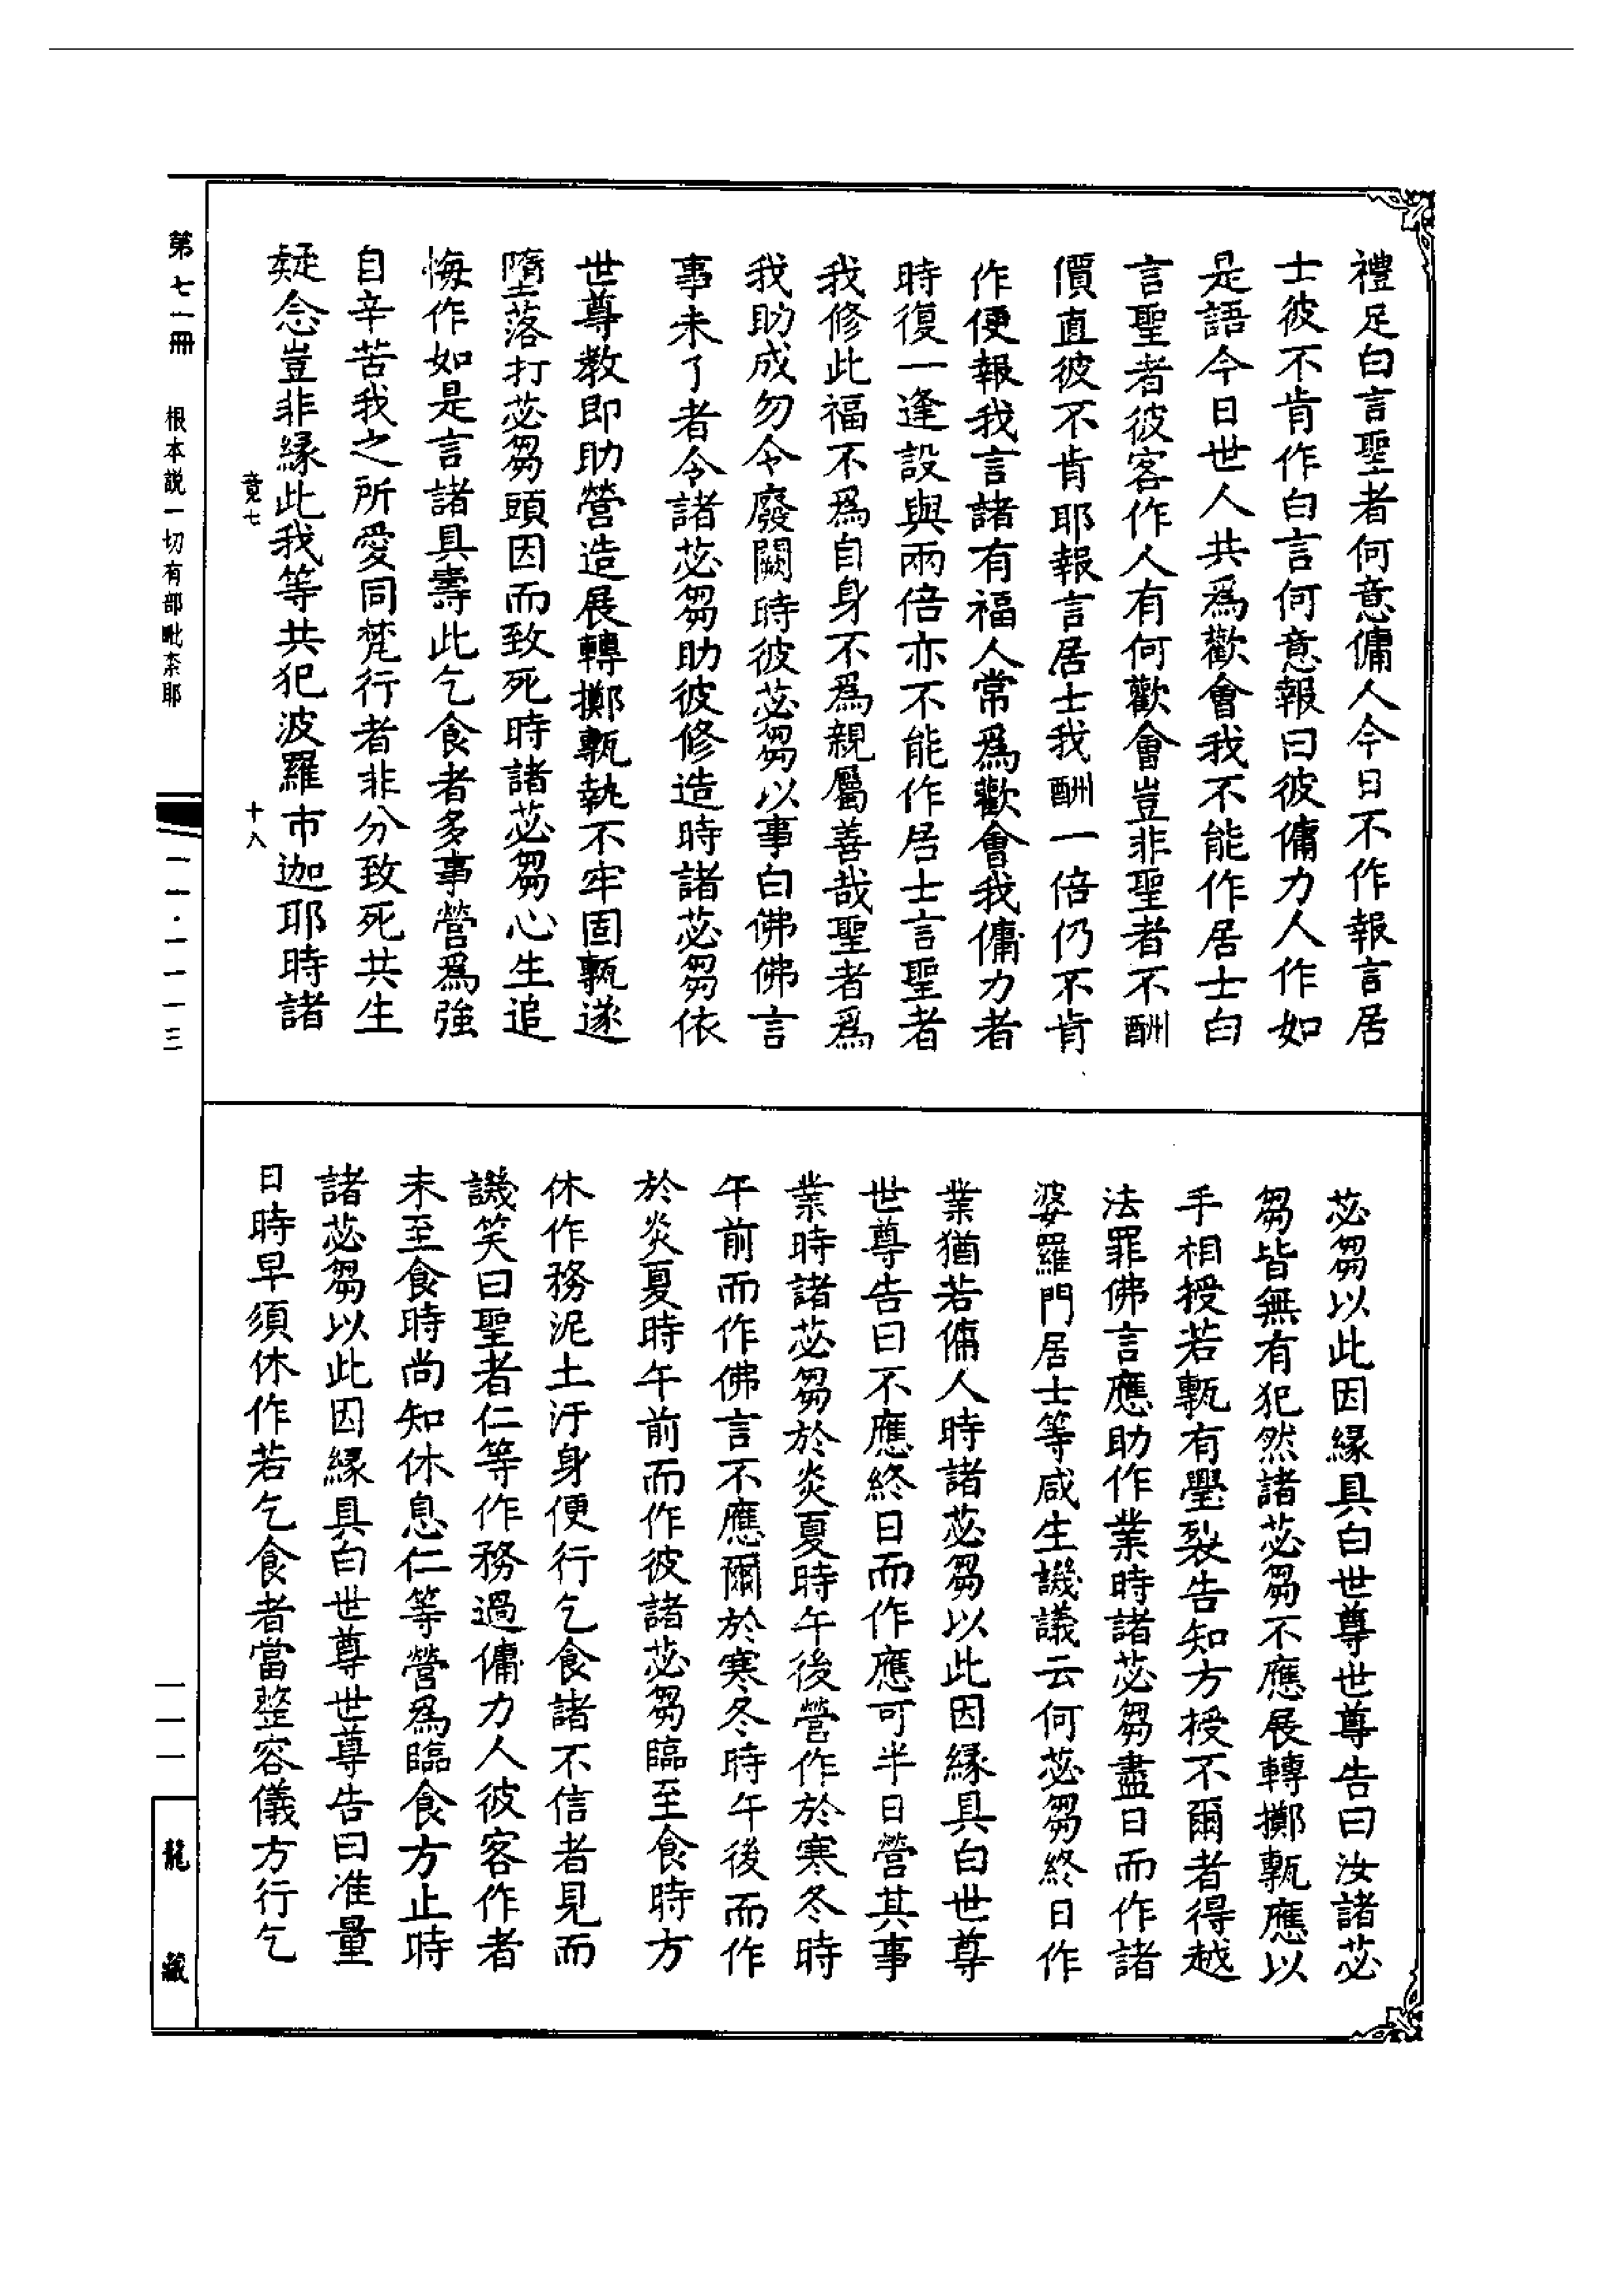 禮足白言聖者何意傭人今日不作報言居
士彼不肯作白言何意報曰彼傭力人作如
是語今日世人共爲歡會我不能作居士白
言聖者彼客作人有何歡會豈非聖者不酬
價直彼不肯耶報言居士我酬一倍仍不肯
作便報我言諸有福人常爲歡會我傭力者
時復一逢設與兩倍亦不能作居士言聖者
我修此福不爲自身不爲親屬善哉聖者爲
我助成勿令廢闕時彼苾芻以事白佛佛言
事未了者令諸苾芻助彼修造時諸苾芻依
世尊教即助營造展轉擲甎執不牢固甎遂
墮落打苾芻頭因而致死時諸苾芻心生追
悔作如是言諸具壽此乞食者多事營爲強
自辛苦我之所愛同梵行者非分致死共生
疑念豈非緣此我等共犯波羅市迦耶時諸
竟七 十八
苾芻以此因緣具白世尊世尊告曰汝諸苾
芻皆無有犯然諸苾芻不應展轉擲甎應以
手相授若甎有璺裂告知方授不爾者得越
法罪佛言應助作業時諸苾芻盡日而作諸
婆羅門居士等咸生譏議云何苾芻終日作
業猶若傭人時諸苾芻以此因緣具白世尊
世尊告曰不應終日而作應可半日營其事
業時諸苾芻於炎夏時午後營作於寒冬時
午前而作佛言不應爾於寒冬時午後而作
於炎夏時午前而作彼諸苾芻臨至食時方
休作務泥土汙身便行乞食諸不信者見而
譏笑曰聖者仁等作務過傭力人彼客作者
未至食時尚知休息仁等營爲臨食方止時
諸苾芻以此因緣具白世尊世尊告曰准量
日時早須休作若乞食者當整容儀方行乞
第七一冊 根本説一切有部毗柰耶 一一·一一一三
一一一
龍藏